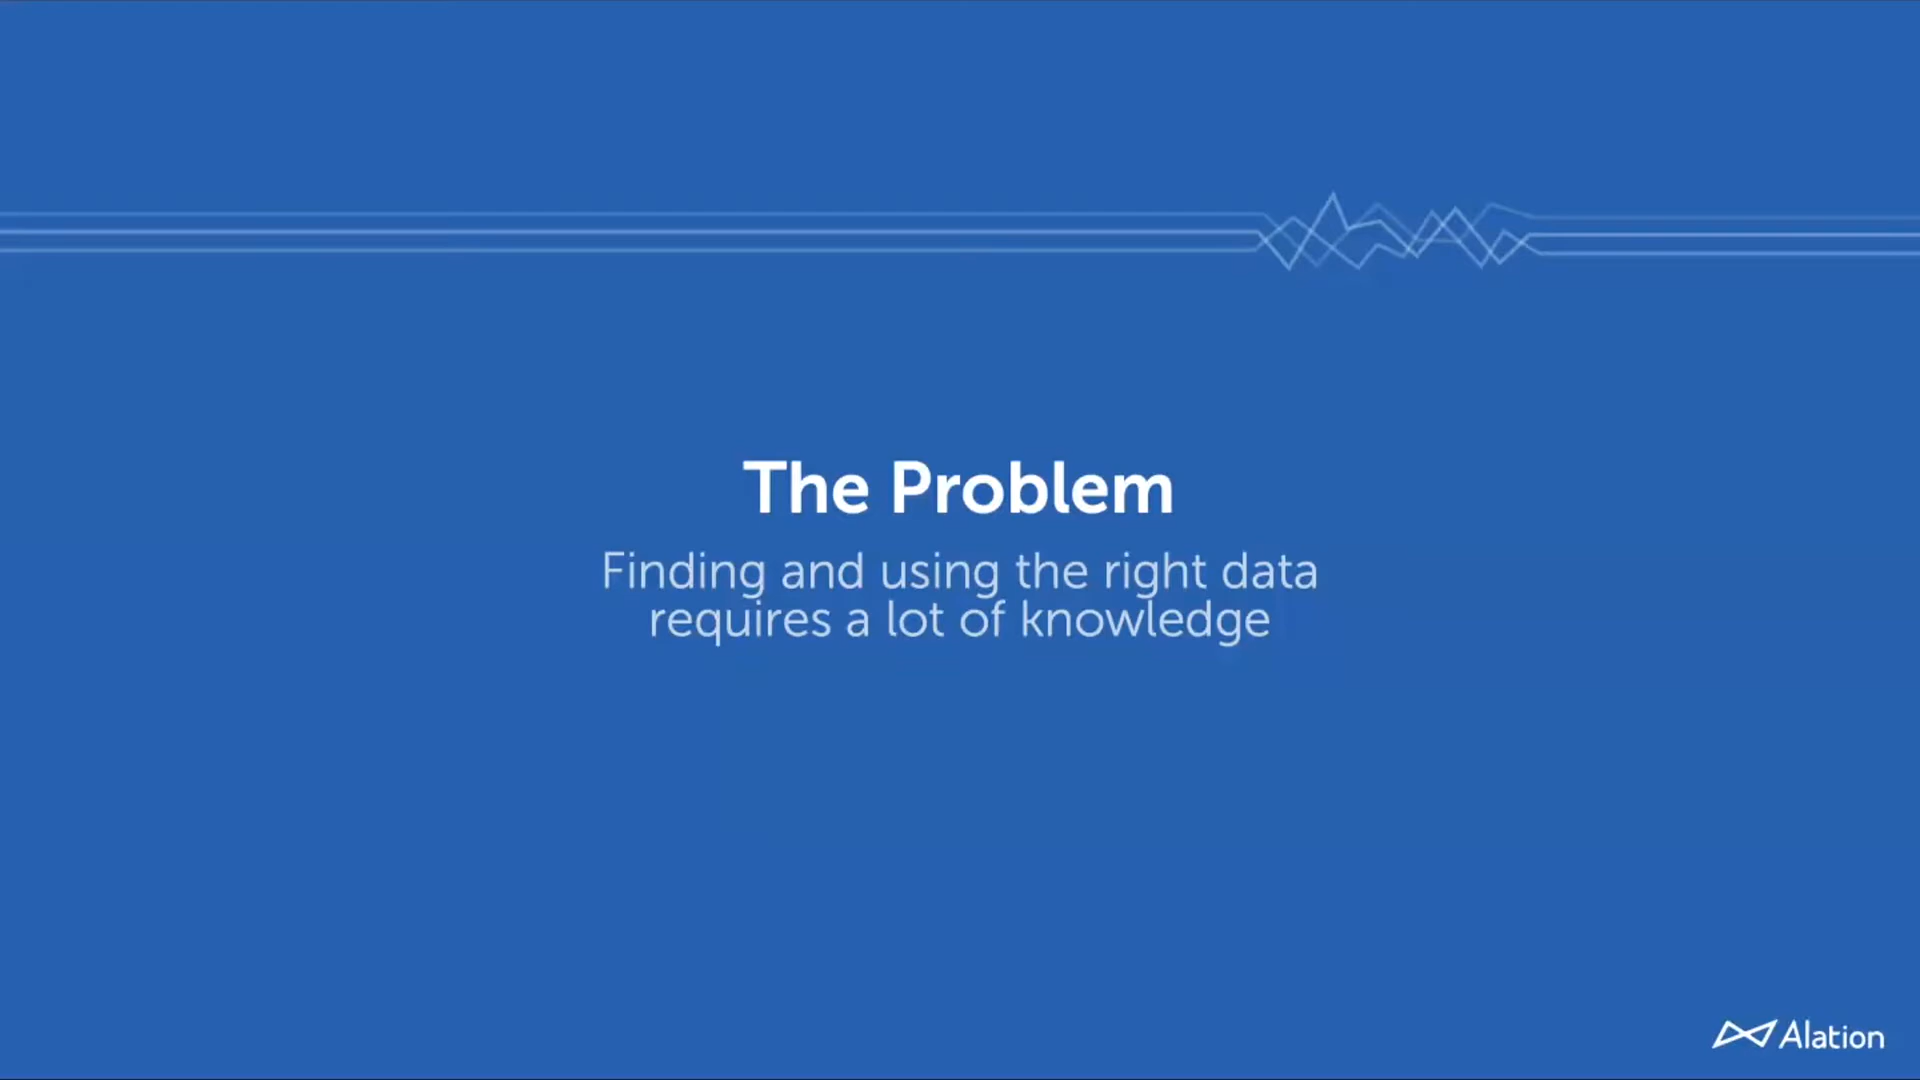 The Problem
Finding and using the right data
requires a lot of knowledge
Alation